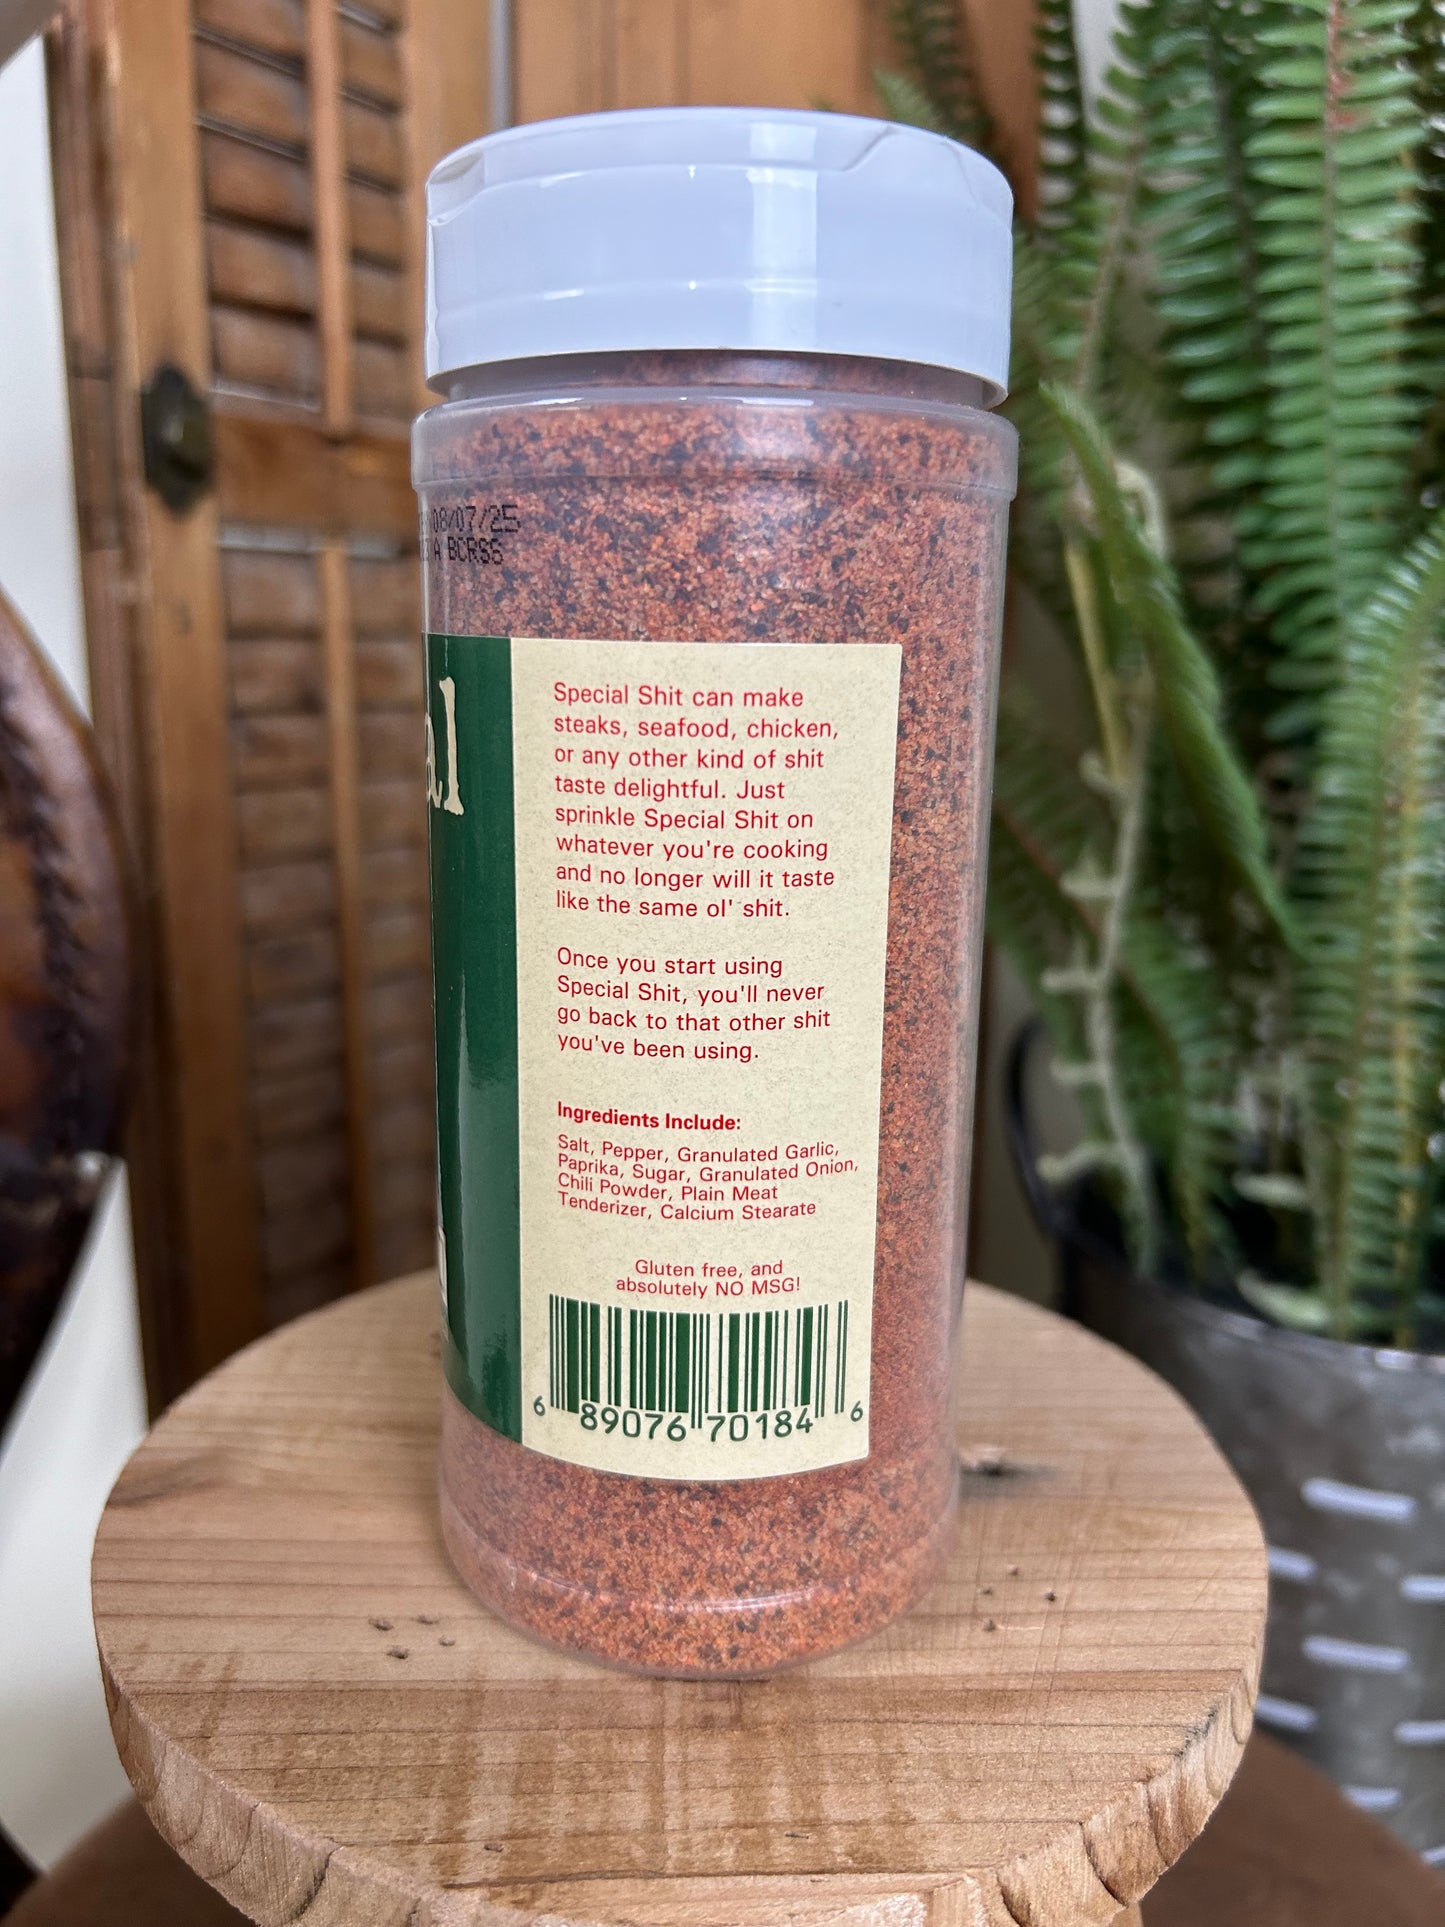 08/07/25
A BCRSS
al
Special Shit can make
steaks, seafood, chicken,
or any other kind of shit
taste delightful. Just
sprinkle Special Shit on
whatever you're cooking
and no longer will it taste
like the same ol' shit.
Once you start using
Special Shit, you'll never
go back to that other shit
you've been using.
Ingredients Include:
Salt, Pepper, Granulated Garlic,
Paprika, Sugar, Granulated Onion,
Chili Powder, Plain Meat
Tenderizer, Calcium Stearate
Gluten free, and
absolutely NO MSG!
6 89076 70184 6